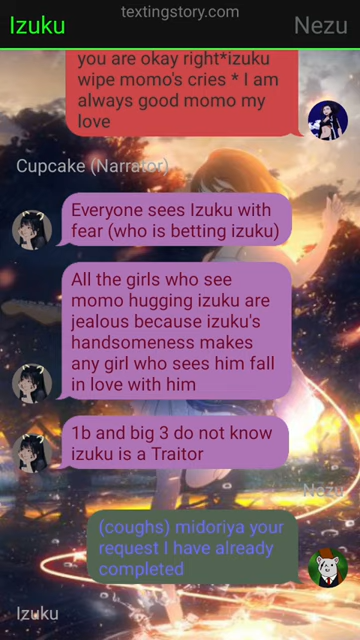 textingstory.com
Izuku
Nezu
you are okay right*izuku
wipe momo's cries * I am
always good momo my
love
Cupcake (Narrator)
Everyone sees Izuku with
fear (who is betting izuku)
All the girls who see
momo hugging izuku are
jealous because izuku's
handsomeness makes
any girl who sees him fall
in love with him
1b and big 3 do not know
izuku is a Traitor
Nezu
(coughs) midoriya your
request I have already
completed
Izuku